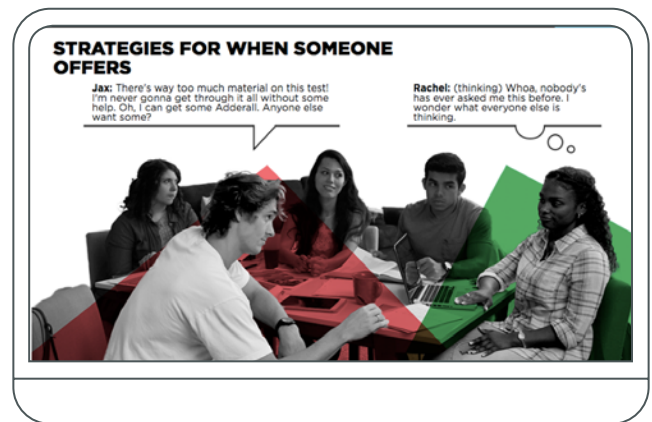 STRATEGIES FOR WHEN SOMEONE
OFFERS
Jax: There's way too much material on this test!
I'm never gonna get through it all without some
help. Oh, I can get some Adderall. Anyone else
want some?
Rachel: (thinking) Whoa, nobody's
has ever asked me this before. I
wonder what everyone else is
thinking.